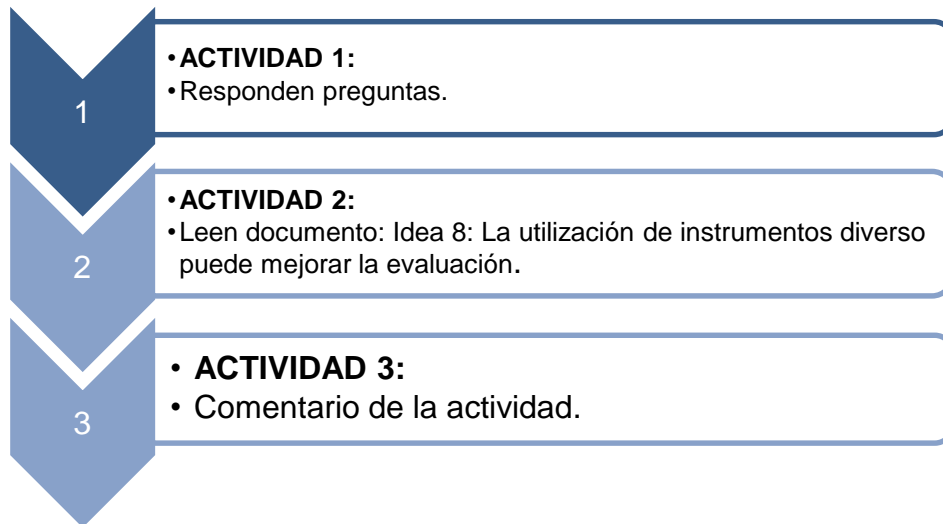 1
•ACTIVIDAD 1:
•Responden preguntas.
2
•ACTIVIDAD 2:
•Leen documento: Idea 8: La utilización de instrumentos diverso
puede mejorar la evaluación.
3
• ACTIVIDAD 3:
• Comentario de la actividad.